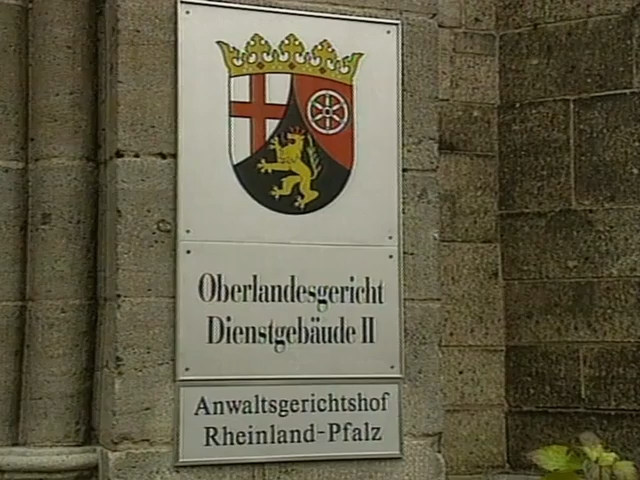 Oberlandesgericht
Dienstgebäude II
Anwaltsgerichtshof
Rheinland-Pfalz